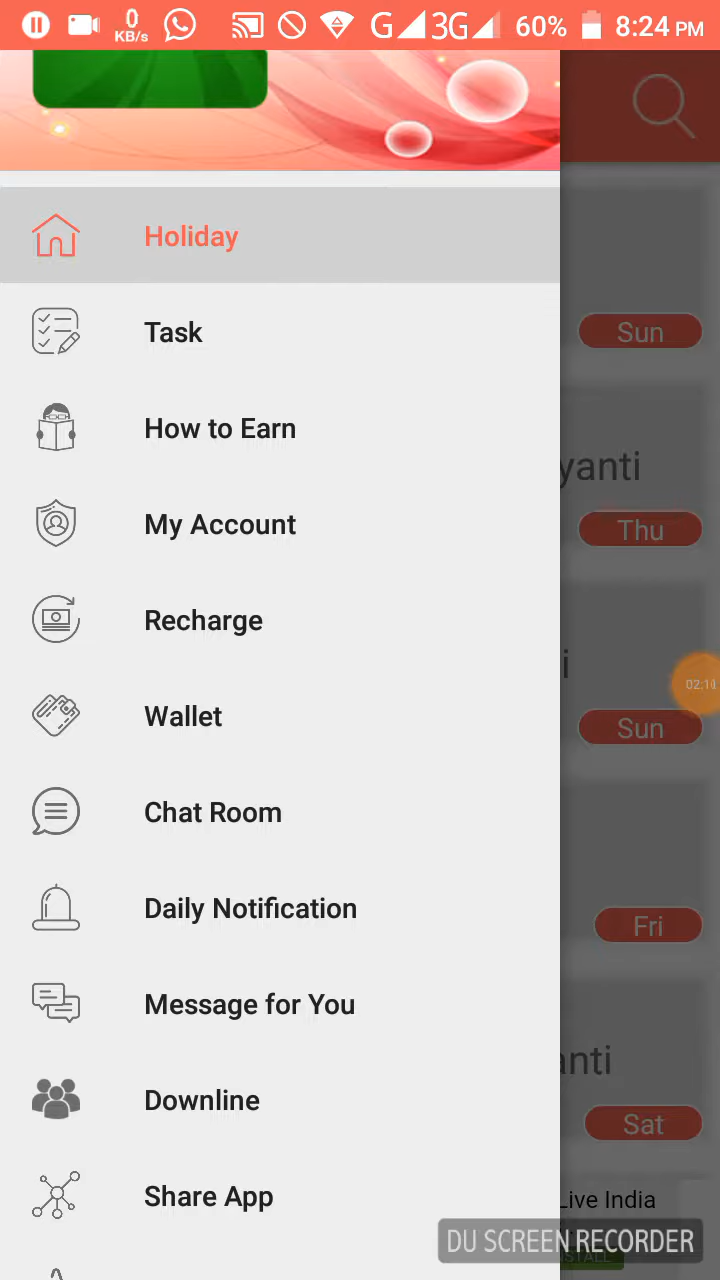 0
KB/s
G 3G 60% 8:24 PM
Holiday
Sun
Task
How to Earn
yanti
My Account
Thu
Recharge
i
Wallet
Sun
02:10
Chat Room
Daily Notification
Fri
Message for You
anti
Downline
Sat
Share App
Live India
INSTALL
DU SCREEN RECORDER